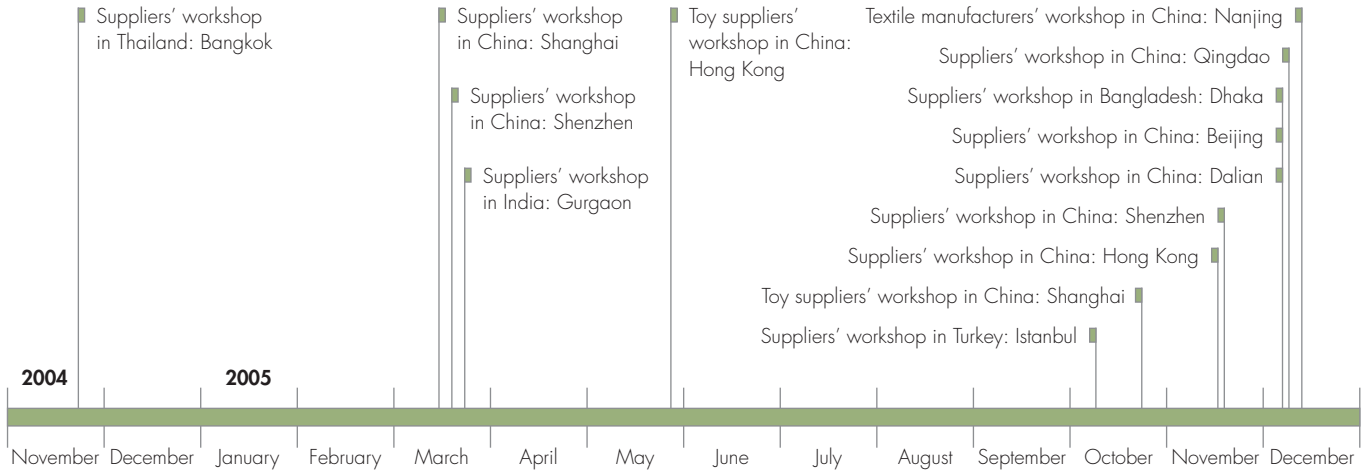 Suppliers’ workshop
in Thailand: Bangkok
Suppliers’ workshop
in China: Shanghai
Suppliers’ workshop
in China: Shenzhen
Suppliers’ workshop
in India: Gurgaon
Toy suppliers’
workshop in China:
Hong Kong
Textile manufacturers’ workshop in China: Nanjing
Suppliers’ workshop in China: Qingdao
Suppliers’ workshop in Bangladesh: Dhaka
Suppliers’ workshop in China: Beijing
Suppliers’ workshop in China: Dalian
Suppliers’ workshop in China: Shenzhen
Suppliers’ workshop in China: Hong Kong
Toy suppliers’ workshop in China: Shanghai
Suppliers’ workshop in Turkey: Istanbul
2004 2005
November December January February March April May June July August September October November December